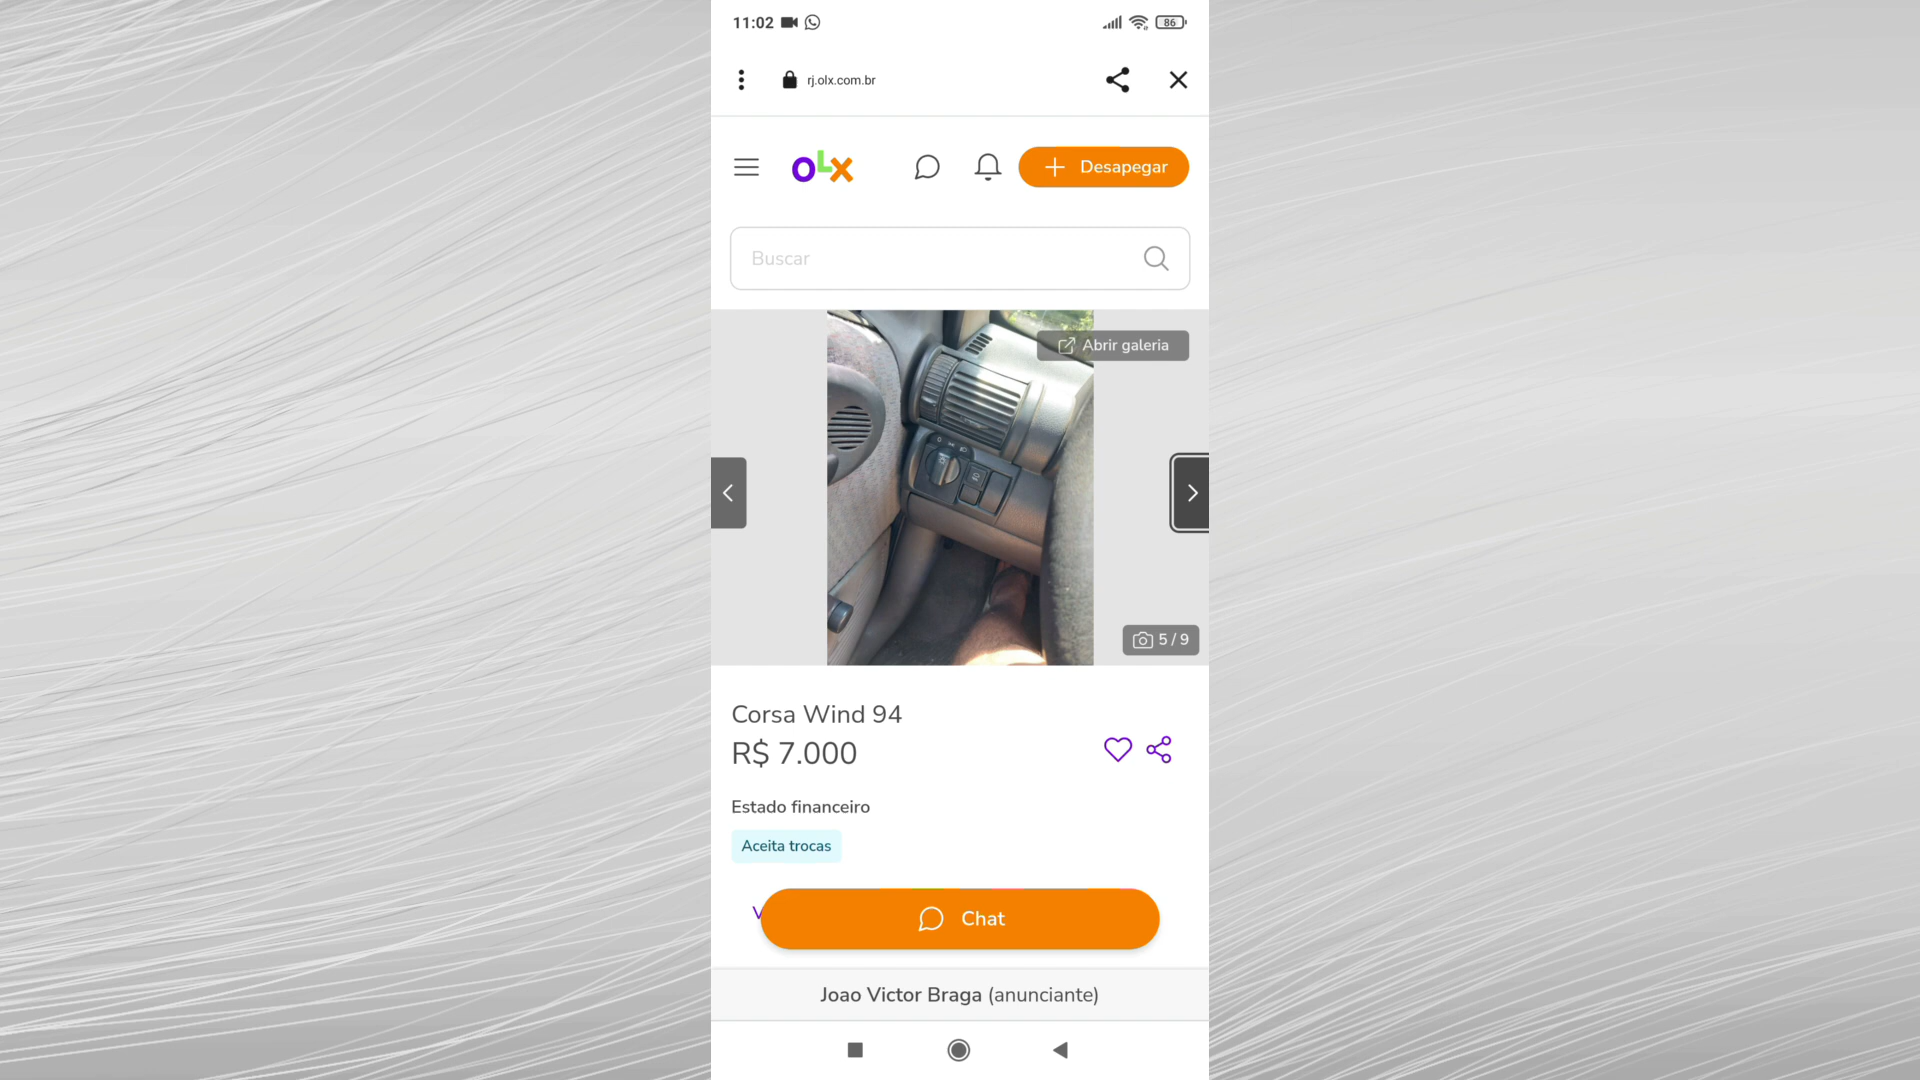 11:02
86
rj.olx.com.br
OLX
Desapegar
Buscar
Abrir galeria
5 / 9
Corsa Wind 94
R$ 7.000
Estado financeiro
Aceita trocas
V
Chat
Joao Victor Braga (anunciante)